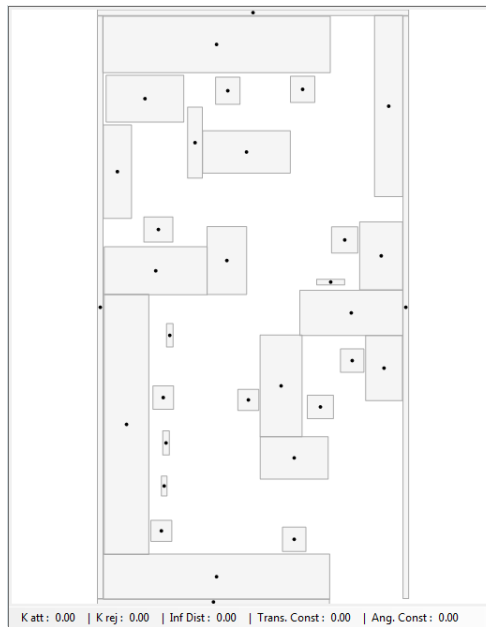 K att : 0.00 | K rej : 0.00 | Inf Dist : 0.00 | Trans. Const : 0.00 | Ang. Const : 0.00